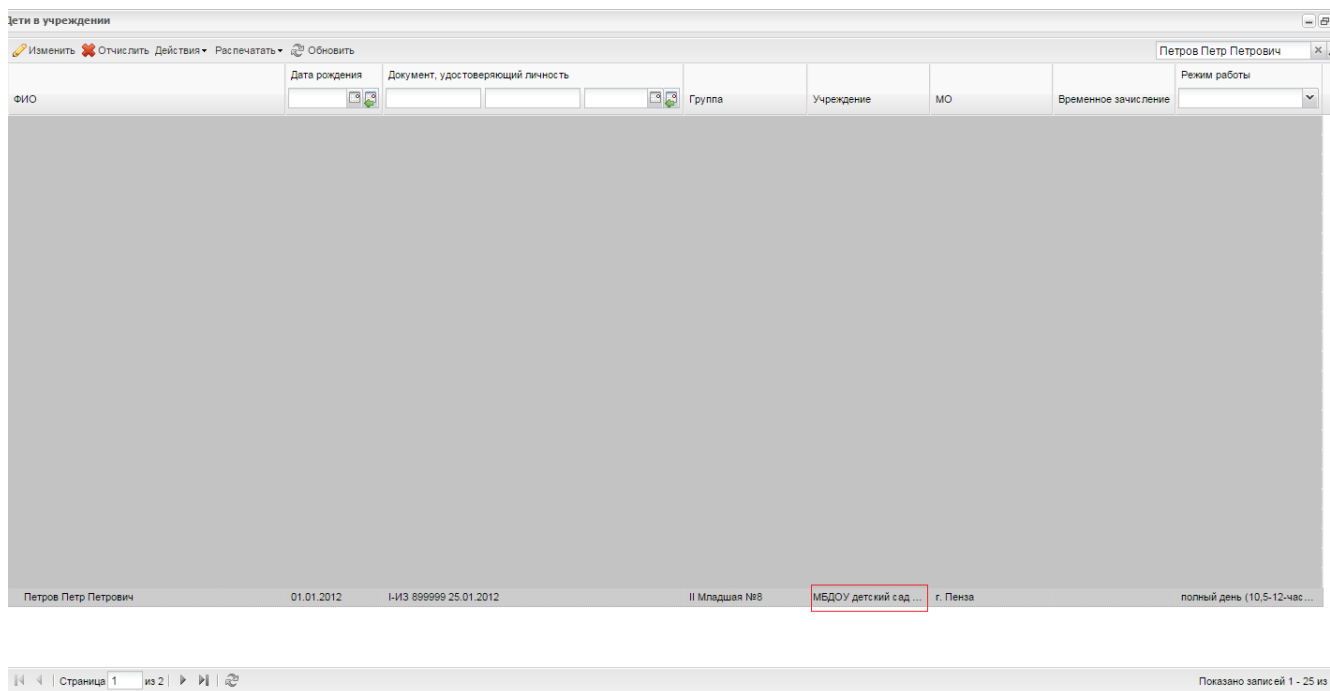 Дети в учреждении
Изменить Отчислить Действия Распечатать Обновить Петров Петр Петрович
Дата рождения Документ, удостоверяющий личность Режим работы
ФИО Группа Учреждение МО Временное зачисление
Петров Петр Петрович 01.01.2012 I-ИЗ 899999 25.01.2012 II Младшая №8 МБДОУ детский сад ... г. Пенза полный день (10,5-12-час...
Страница 1 из 2 Показано записей 1 - 25 из